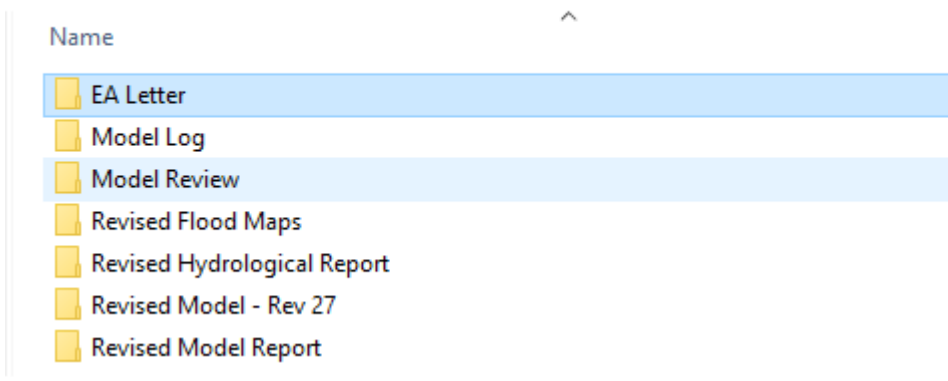 Name
EA Letter
Model Log
Model Review
Revised Flood Maps
Revised Hydrological Report
Revised Model - Rev 27
Revised Model Report